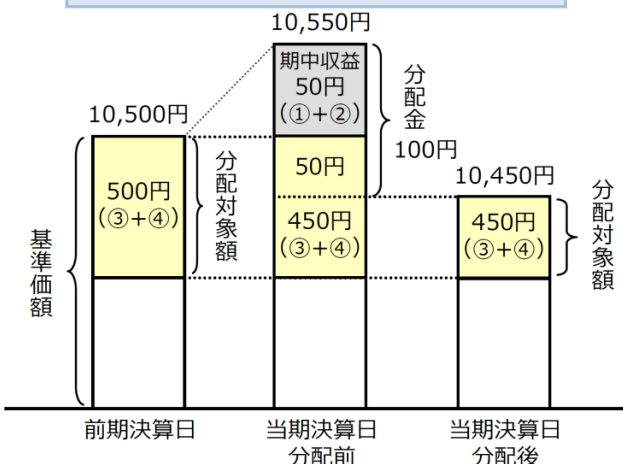 10,550円
期中収益
50円
(①+②)
分配金
100円
10,500円
500円
(③+④)
分配対象額
基準価額
50円
450円
(③+④)
10,450円
450円
(③+④)
分配対象額
前期決算日
当期決算日
分配前
当期決算日
分配後